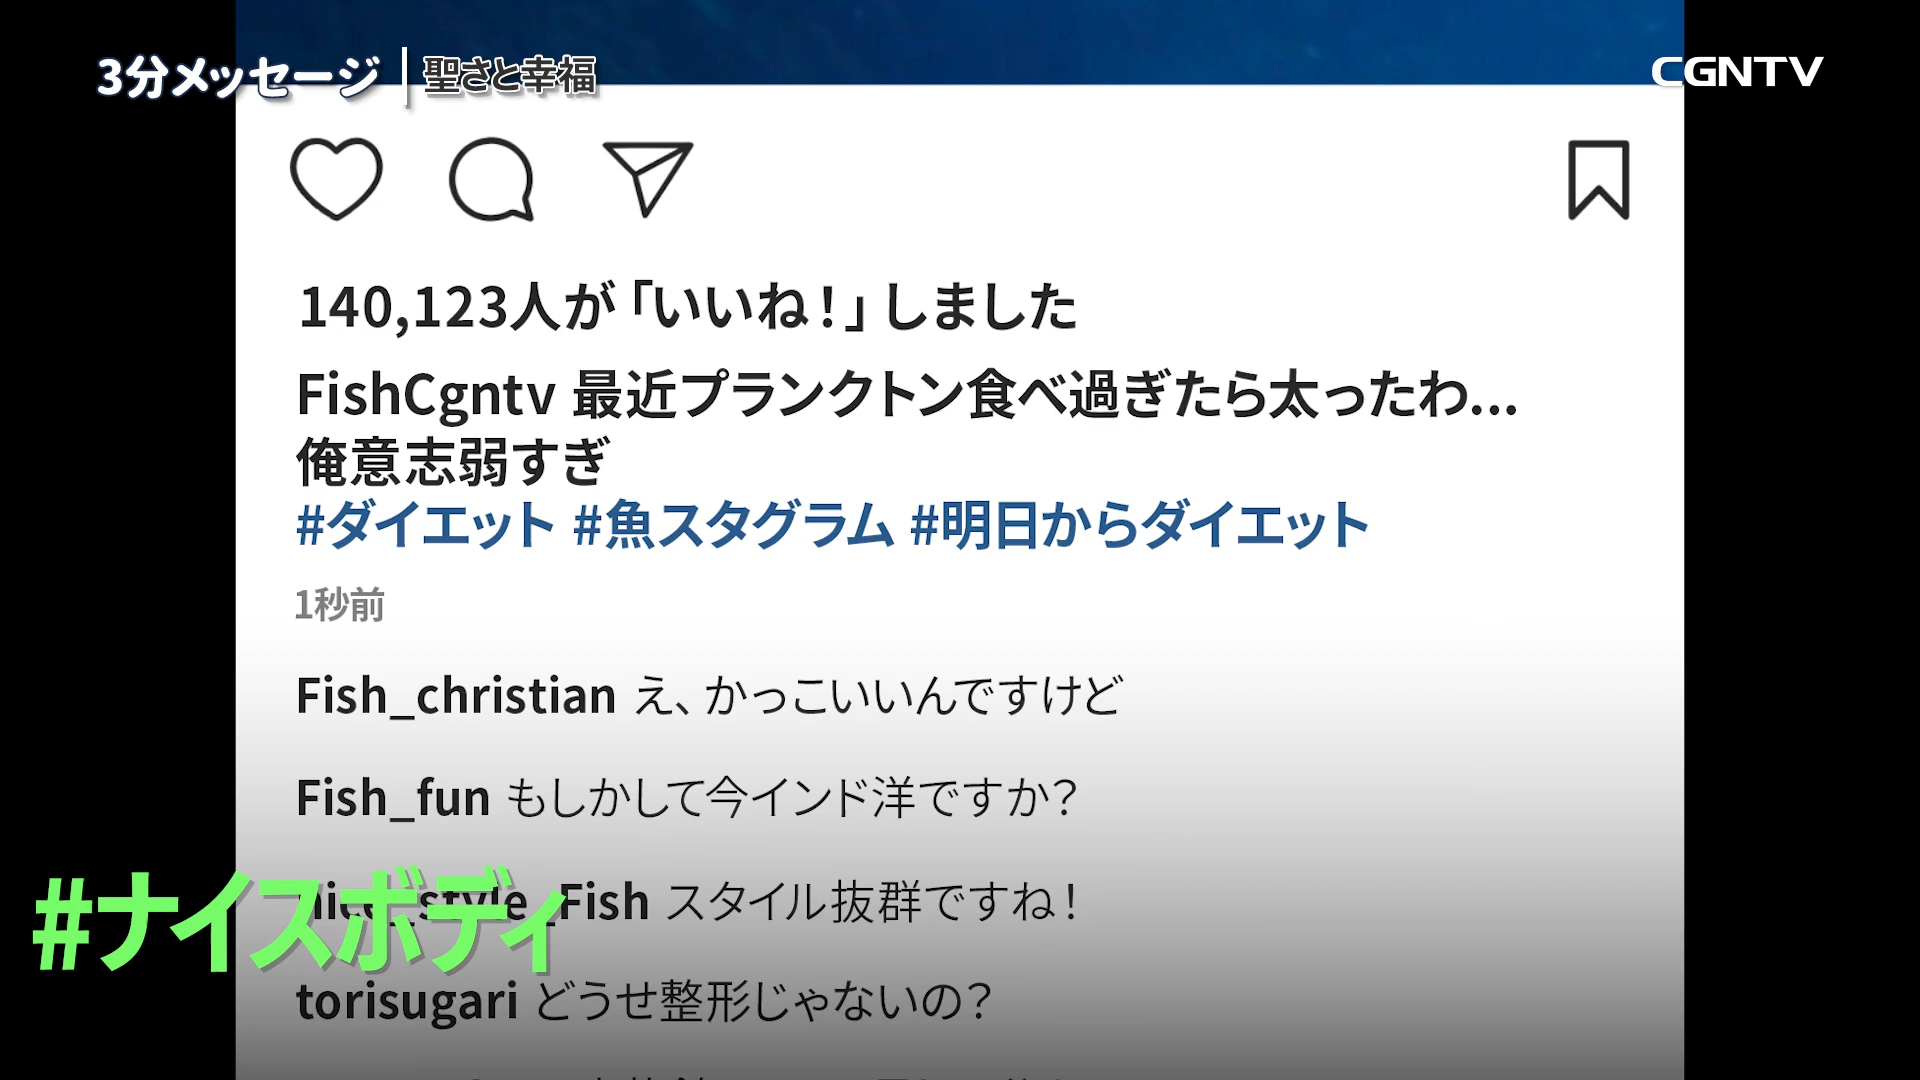 3分メッセージ 聖さと幸福
CGNTV
140,123人が「いいね！」しました
FishCgntv 最近プランクトン食べ過ぎたら太ったわ...
俺意志弱すぎ
#ダイエット #魚スタグラム #明日からダイエット
1秒前
Fish_christian え、かっこいいんですけど
Fish_fun もしかして今インド洋ですか？
nice_style_Fish スタイル抜群ですね！
#ナイスボディ
torisugari どうせ整形じゃないの？